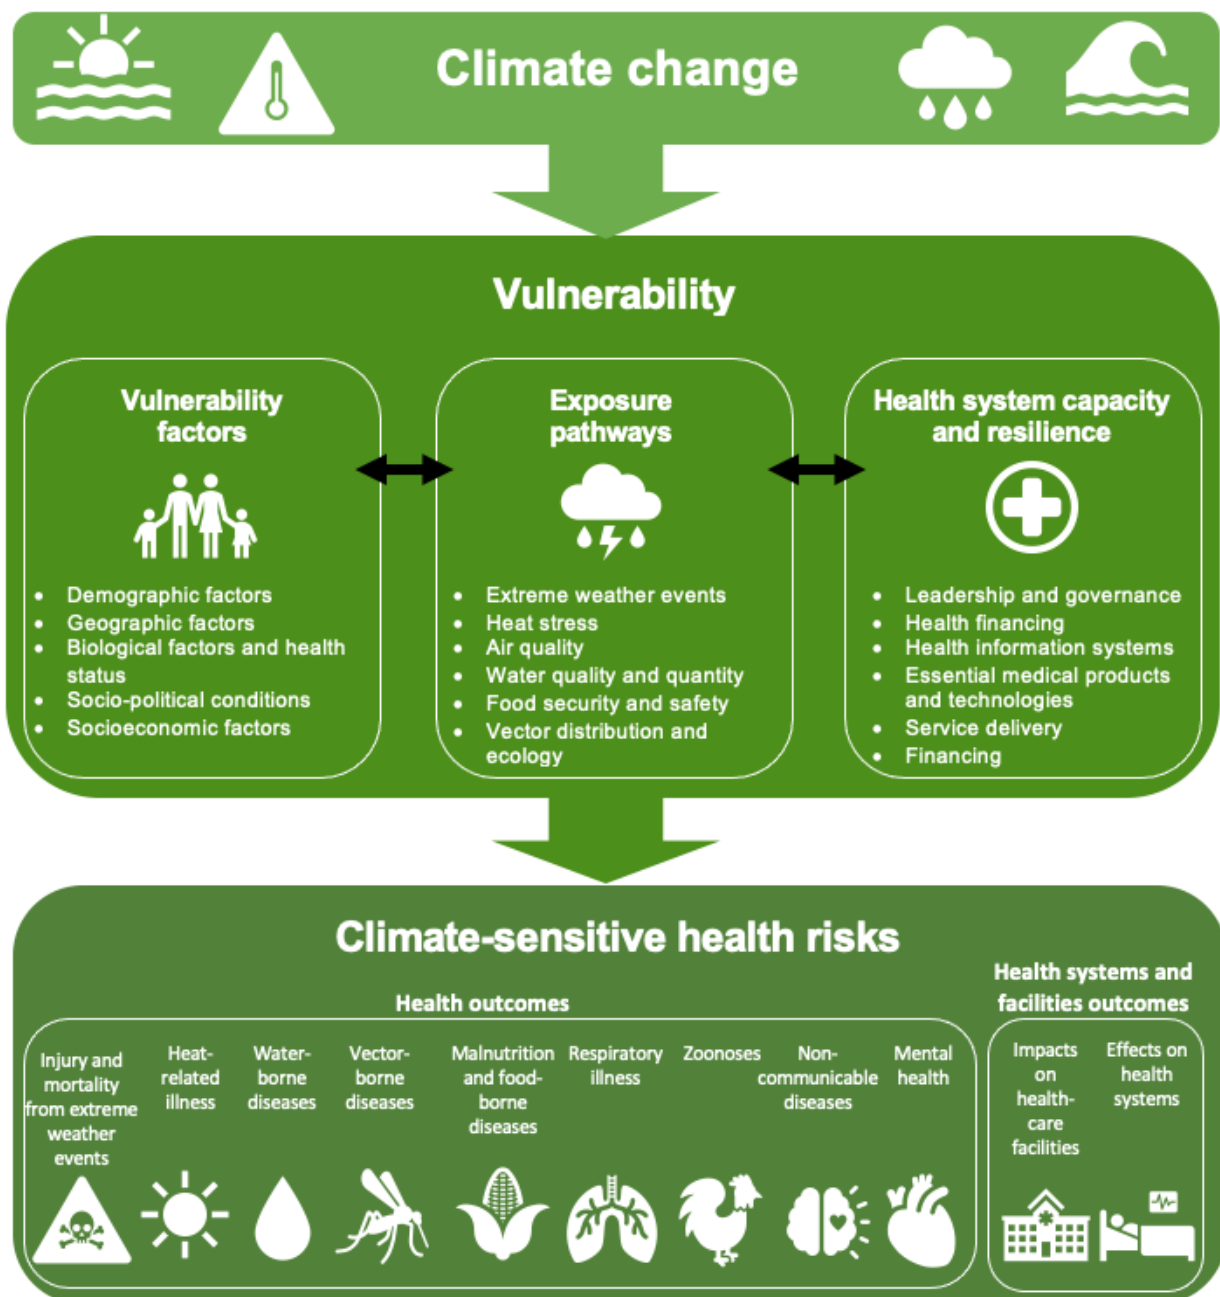 Climate change
Vulnerability
Vulnerability
factors
• Demographic factors
• Geographic factors
• Biological factors and health
status
• Socio-political conditions
• Socioeconomic factors
Exposure
pathways
• Extreme weather events
• Heat stress
• Air quality
• Water quality and quantity
• Food security and safety
• Vector distribution and
ecology
Health system capacity
and resilience
• Leadership and governance
• Health financing
• Health information systems
• Essential medical products
and technologies
• Service delivery
• Financing
Climate-sensitive health risks
Health outcomes
Injury and
mortality
from extreme
weather
events
Heat-
related
illness
Water-
borne
diseases
Vector-
borne
diseases
Malnutrition
and food-
borne
diseases
Respiratory
illness
Zoonoses
Non-
communicable
diseases
Mental
health
Health systems and
facilities outcomes
Impacts
on
health-
care
facilities
Effects on
health
systems